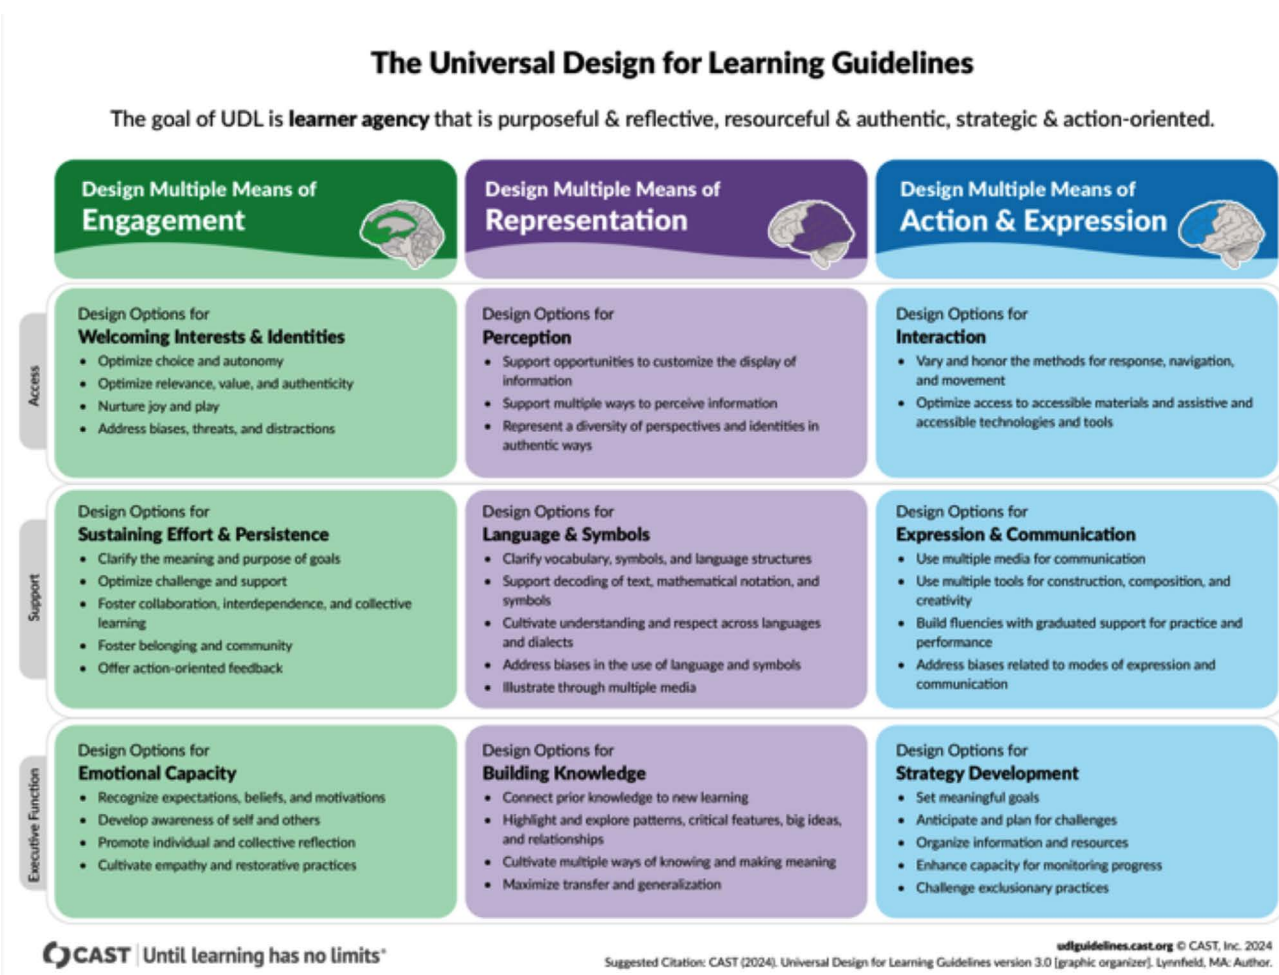 The Universal Design for Learning Guidelines
The goal of UDL is learner agency that is purposeful & reflective, resourceful & authentic, strategic & action-oriented.
Design Multiple Means of
Engagement
Design Multiple Means of
Representation
Design Multiple Means of
Action & Expression
Access
Design Options for
Welcoming Interests & Identities
• Optimize choice and autonomy
• Optimize relevance, value, and authenticity
• Nurture joy and play
• Address biases, threats, and distractions
Design Options for
Perception
• Support opportunities to customize the display of
information
• Support multiple ways to perceive information
• Represent a diversity of perspectives and identities in
authentic ways
Design Options for
Interaction
• Vary and honor the methods for response, navigation,
and movement
• Optimize access to accessible materials and assistive and
accessible technologies and tools
Support
Design Options for
Sustaining Effort & Persistence
• Clarify the meaning and purpose of goals
• Optimize challenge and support
• Foster collaboration, interdependence, and collective
learning
• Foster belonging and community
• Offer action-oriented feedback
Design Options for
Language & Symbols
• Clarify vocabulary, symbols, and language structures
• Support decoding of text, mathematical notation, and
symbols
• Cultivate understanding and respect across languages
and dialects
• Address biases in the use of language and symbols
• Illustrate through multiple media
Design Options for
Expression & Communication
• Use multiple media for communication
• Use multiple tools for construction, composition, and
creativity
• Build fluencies with graduated support for practice and
performance
• Address biases related to modes of expression and
communication
Executive Function
Design Options for
Emotional Capacity
• Recognize expectations, beliefs, and motivations
• Develop awareness of self and others
• Promote individual and collective reflection
• Cultivate empathy and restorative practices
Design Options for
Building Knowledge
• Connect prior knowledge to new learning
• Highlight and explore patterns, critical features, big ideas,
and relationships
• Cultivate multiple ways of knowing and making meaning
• Maximize transfer and generalization
Design Options for
Strategy Development
• Set meaningful goals
• Anticipate and plan for challenges
• Organize information and resources
• Enhance capacity for monitoring progress
• Challenge exclusionary practices
CAST | Until learning has no limits®
udlguidelines.cast.org © CAST, Inc. 2024
Suggested Citation: CAST (2024). Universal Design for Learning Guidelines version 3.0 [graphic organizer]. Lynnfield, MA: Author.